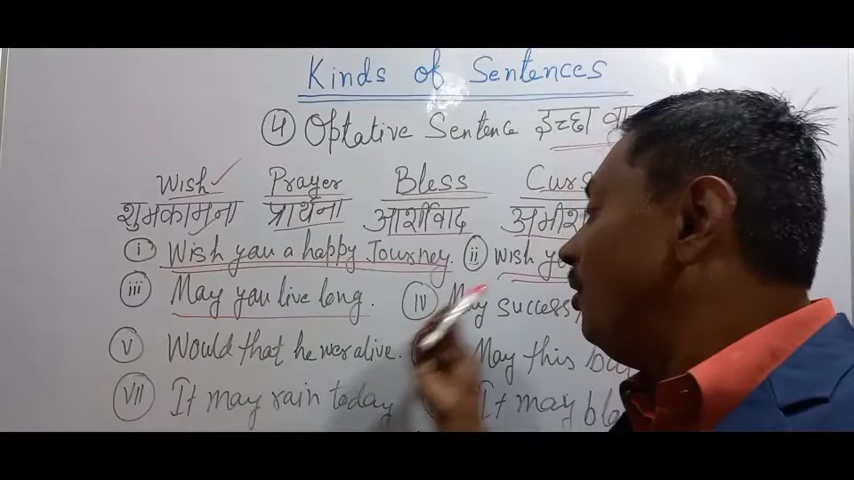 Kinds of Sentences
4 Optative Sentence इच्छा
Wish Prayer Bless
शुभकामना प्रार्थना आर्शीवाद
i Wish you a happy Journey. ii wish
iii May you live long. iv May success
v Would that he were alive. May this
vii It may rain today It may